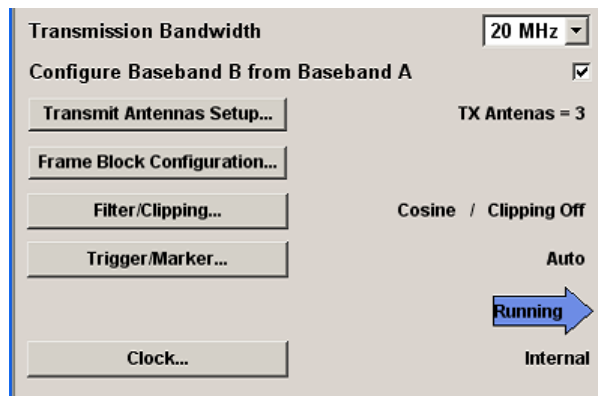 Transmission Bandwidth 20 MHz
Configure Baseband B from Baseband A
Transmit Antennas Setup... TX Antenas = 3
Frame Block Configuration...
Filter/Clipping... Cosine / Clipping Off
Trigger/Marker... Auto
Running
Clock... Internal